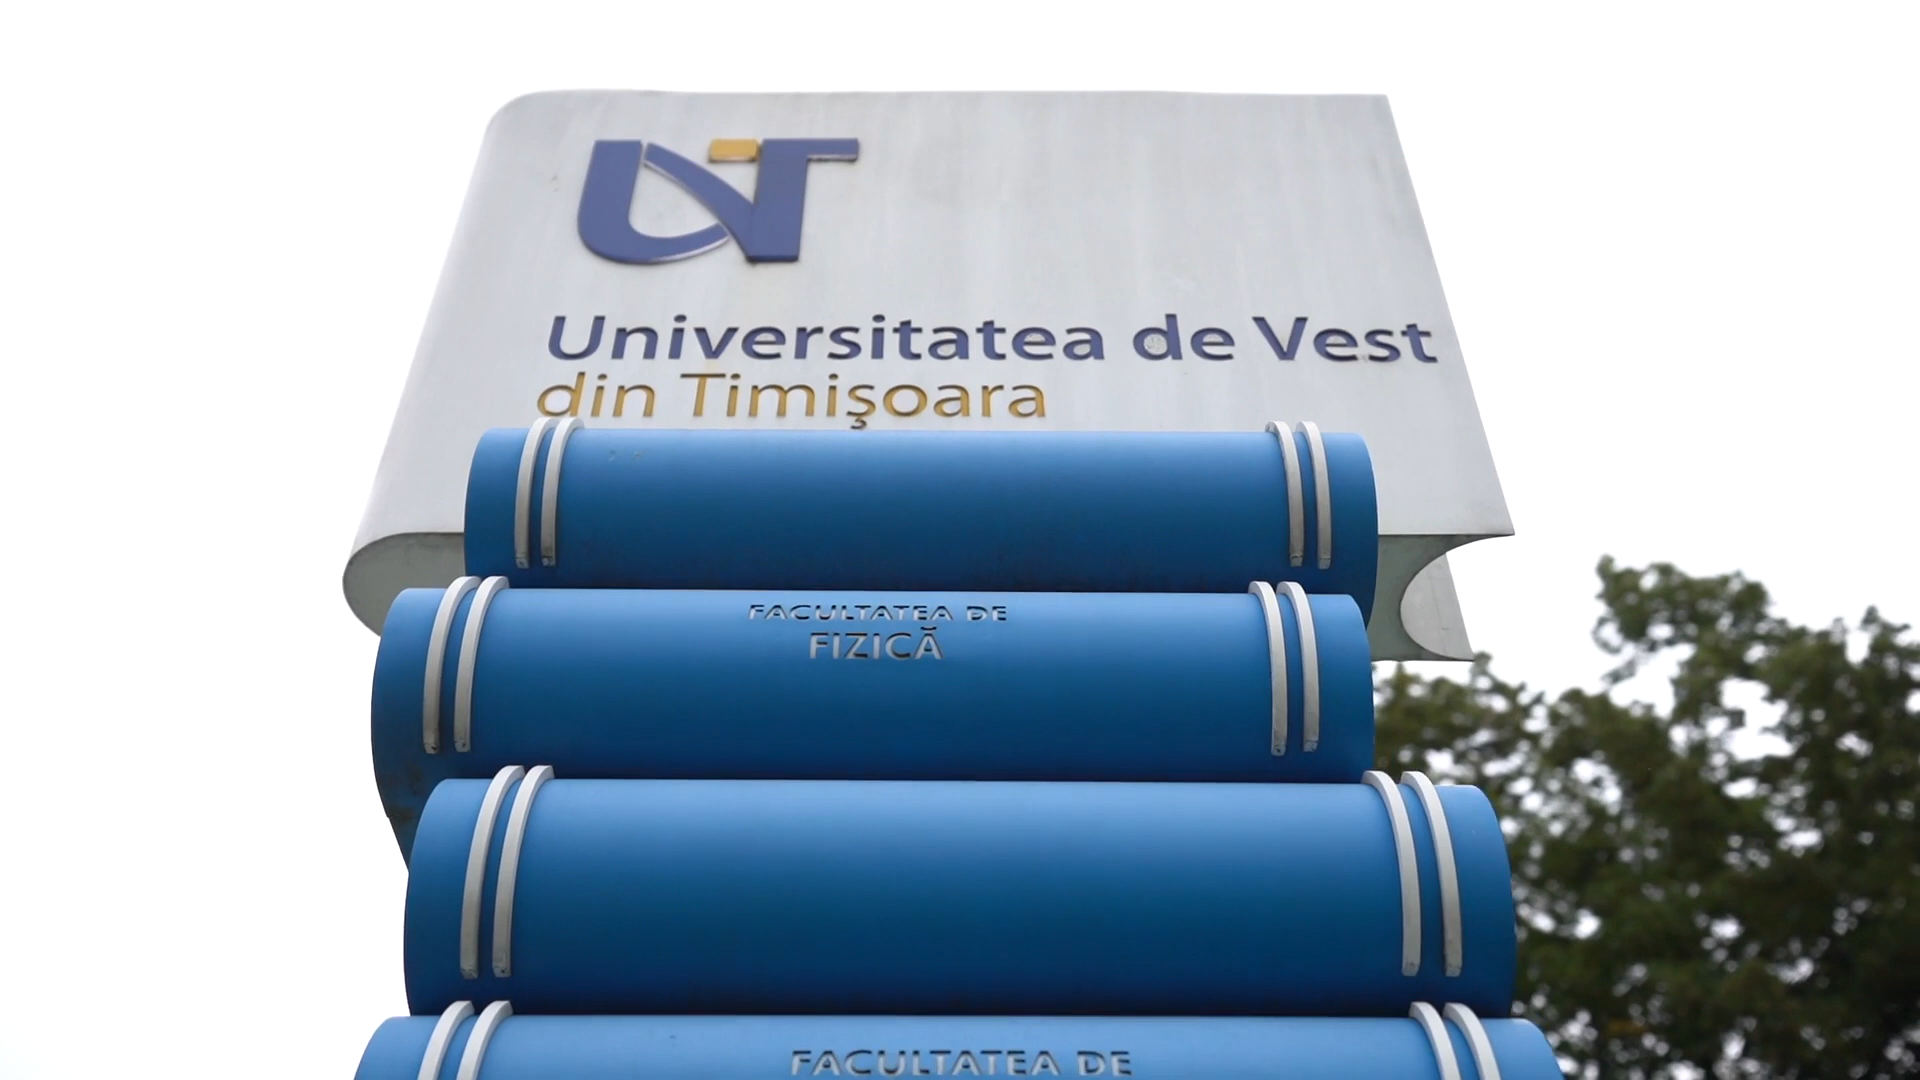 UVT
Universitatea de Vest
din Timişoara
FACULTATEA DE
FIZICĂ
FACULTATEA DE